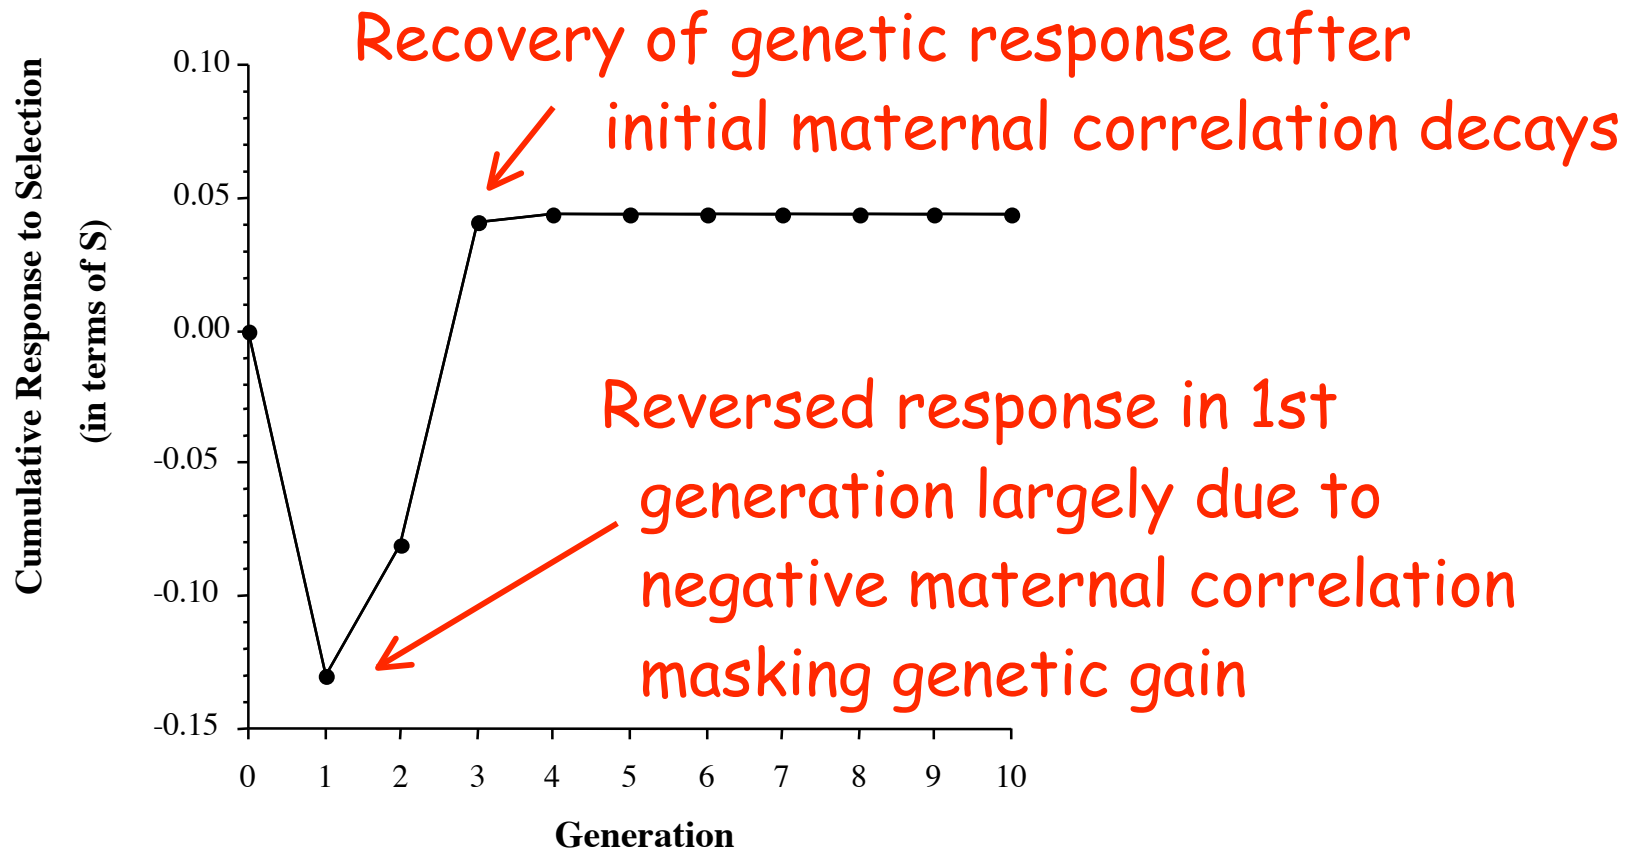 Recovery of genetic response after
initial maternal correlation decays
Cumulative Response to Selection
(in terms of S)
0.10
0.05
0.00
-0.05
-0.10
-0.15
Reversed response in 1st
generation largely due to
negative maternal correlation
masking genetic gain
0 1 2 3 4 5 6 7 8 9 10
Generation